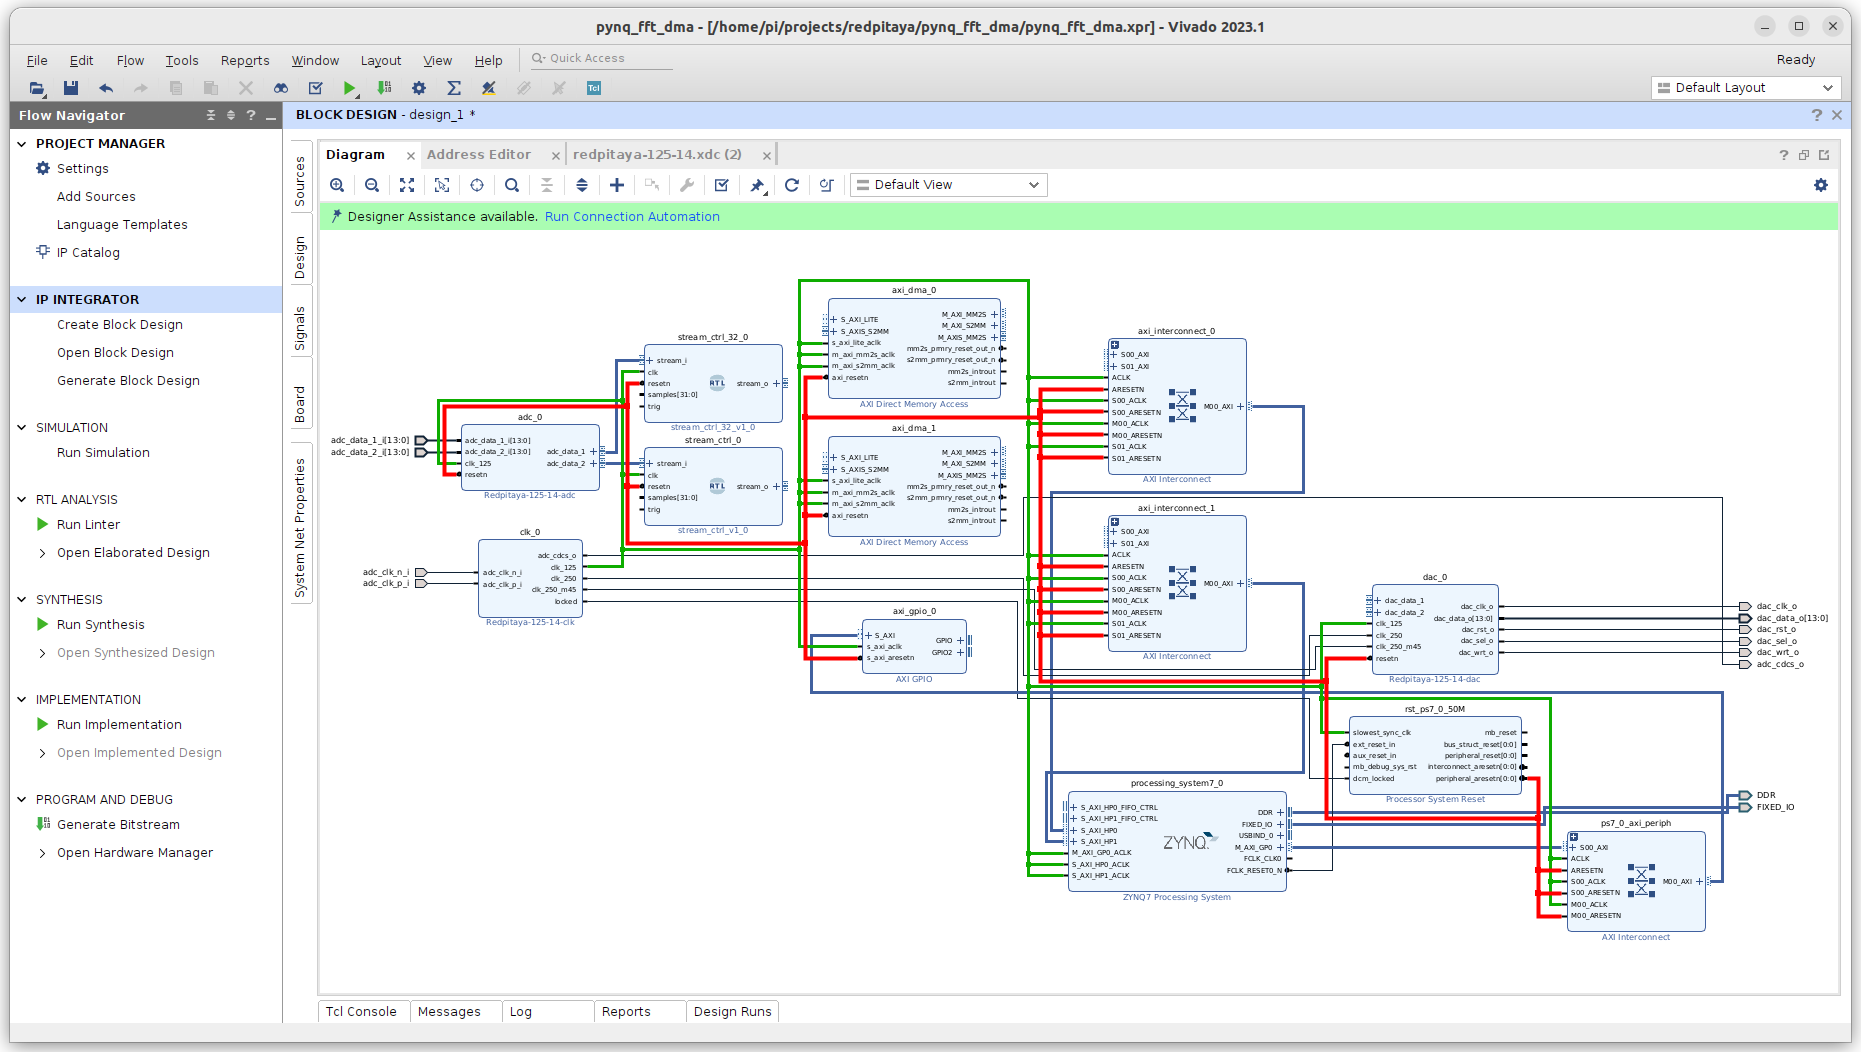 pynq_fft_dma - [/home/pi/projects/redpitaya/pynq_fft_dma/pynq_fft_dma.xpr] - Vivado 2023.1
File Edit Flow Tools Reports Window Layout View Help Quick Access
Ready
Default Layout
Flow Navigator
PROJECT MANAGER
Settings
Add Sources
Language Templates
IP Catalog
IP INTEGRATOR
Create Block Design
Open Block Design
Generate Block Design
SIMULATION
Run Simulation
RTL ANALYSIS
Run Linter
Open Elaborated Design
SYNTHESIS
Run Synthesis
Open Synthesized Design
IMPLEMENTATION
Run Implementation
Open Implemented Design
PROGRAM AND DEBUG
Generate Bitstream
Open Hardware Manager
BLOCK DESIGN - design_1 *
Sources
Design
Signals
Board
System Net Properties
Diagram
Address Editor
redpitaya-125-14.xdc (2)
Default View
Designer Assistance available. Run Connection Automation
adc_data_1_i[13:0]
adc_data_2_i[13:0]
adc_clk_n_i
adc_clk_p_i
adc_0
adc_data_1_i[13:0]
adc_data_2_i[13:0]
clk_125
resetn
adc_data_1
adc_data_2
Redpitaya-125-14-adc
clk_0
adc_clk_n_i
adc_clk_p_i
adc_cdcs_o
clk_125
clk_250
clk_250_m45
locked
Redpitaya-125-14-clk
stream_ctrl_32_0
stream_i
clk
resetn
samples[31:0]
trig
RTL
stream_o
stream_ctrl_32_v1_0
stream_ctrl_0
stream_i
clk
resetn
samples[31:0]
trig
RTL
stream_o
stream_ctrl_v1_0
axi_dma_0
S_AXI_LITE
S_AXIS_S2MM
s_axi_lite_aclk
m_axi_mm2s_aclk
m_axi_s2mm_aclk
axi_resetn
M_AXI_MM2S
M_AXI_S2MM
M_AXIS_MM2S
mm2s_prmry_reset_out_n
s2mm_prmry_reset_out_n
mm2s_introut
s2mm_introut
AXI Direct Memory Access
axi_dma_1
S_AXI_LITE
S_AXIS_S2MM
s_axi_lite_aclk
m_axi_mm2s_aclk
m_axi_s2mm_aclk
axi_resetn
M_AXI_MM2S
M_AXI_S2MM
M_AXIS_MM2S
mm2s_prmry_reset_out_n
s2mm_prmry_reset_out_n
mm2s_introut
s2mm_introut
AXI Direct Memory Access
axi_gpio_0
S_AXI
s_axi_aclk
s_axi_aresetn
GPIO
GPIO2
AXI GPIO
axi_interconnect_0
S00_AXI
S01_AXI
ACLK
ARESETN
S00_ACLK
S00_ARESETN
M00_ACLK
M00_ARESETN
S01_ACLK
S01_ARESETN
M00_AXI
AXI Interconnect
axi_interconnect_1
S00_AXI
S01_AXI
ACLK
ARESETN
S00_ACLK
S00_ARESETN
M00_ACLK
M00_ARESETN
S01_ACLK
S01_ARESETN
M00_AXI
AXI Interconnect
processing_system7_0
S_AXI_HP0_FIFO_CTRL
S_AXI_HP1_FIFO_CTRL
S_AXI_HP0
S_AXI_HP1
M_AXI_GP0_ACLK
S_AXI_HP0_ACLK
S_AXI_HP1_ACLK
ZYNQ
DDR
FIXED_IO
USBIND_0
M_AXI_GP0
FCLK_CLK0
FCLK_RESET0_N
ZYNQ7 Processing System
dac_0
dac_data_1
dac_data_2
clk_125
clk_250
clk_250_m45
resetn
dac_clk_o
dac_data_o[13:0]
dac_rst_o
dac_sel_o
dac_wrt_o
Redpitaya-125-14-dac
rst_ps7_0_50M
slowest_sync_clk
ext_reset_in
aux_reset_in
mb_debug_sys_rst
dcm_locked
mb_reset
bus_struct_reset[0:0]
peripheral_reset[0:0]
interconnect_aresetn[0:0]
peripheral_aresetn[0:0]
Processor System Reset
ps7_0_axi_periph
S00_AXI
ACLK
ARESETN
S00_ACLK
S00_ARESETN
M00_ACLK
M00_ARESETN
M00_AXI
AXI Interconnect
dac_clk_o
dac_data_o[13:0]
dac_rst_o
dac_sel_o
dac_wrt_o
adc_cdcs_o
DDR
FIXED_IO
Tcl Console
Messages
Log
Reports
Design Runs